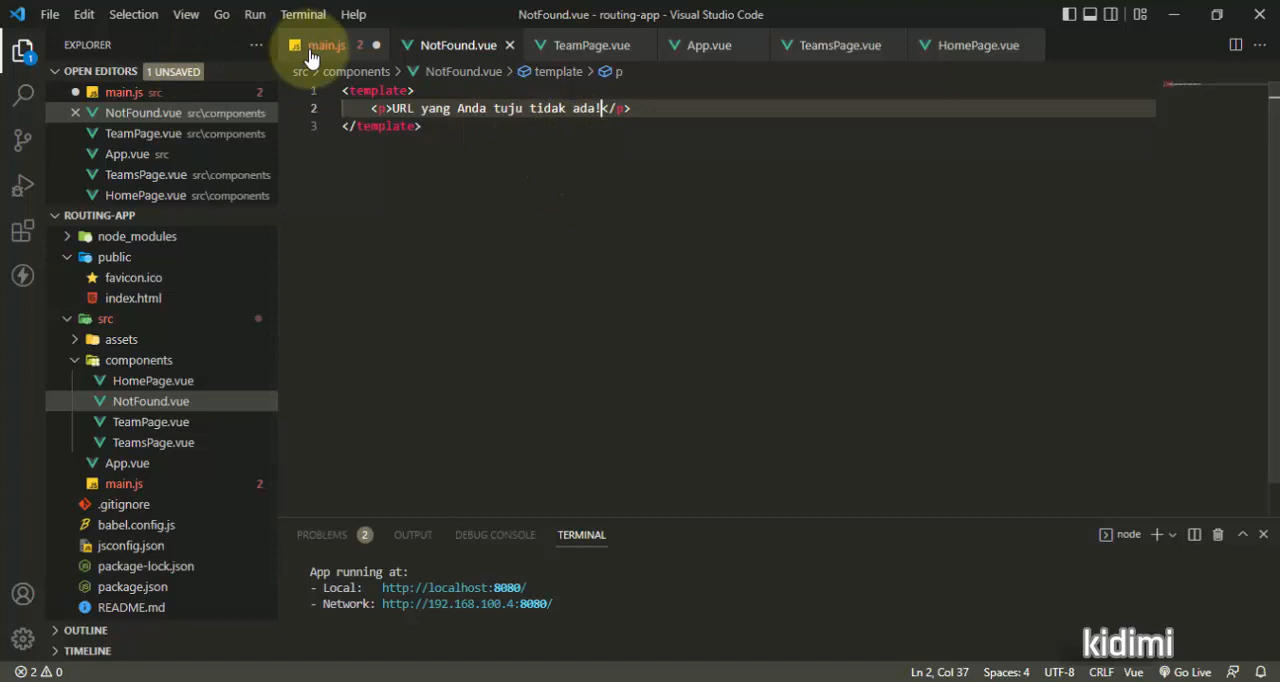 File Edit Selection View Go Run Terminal Help NotFound.vue - routing-app - Visual Studio Code
EXPLORER
main.js 2 NotFound.vue TeamPage.vue App.vue TeamsPage.vue HomePage.vue
OPEN EDITORS 1 UNSAVED
main.js src 2
NotFound.vue src\components
TeamPage.vue src\components
App.vue src
TeamsPage.vue src\components
HomePage.vue src\components
ROUTING-APP
node_modules
public
favicon.ico
index.html
src
assets
components
HomePage.vue
NotFound.vue
TeamPage.vue
TeamsPage.vue
App.vue
main.js 2
.gitignore
babel.config.js
jsconfig.json
package-lock.json
package.json
README.md
OUTLINE
TIMELINE
src > components > NotFound.vue > template > p
1 <template>
2 <p>URL yang Anda tuju tidak ada!</p>
3 </template>
PROBLEMS 2 OUTPUT DEBUG CONSOLE TERMINAL node
App running at:
- Local: http://localhost:8080/
- Network: http://192.168.100.4:8080/
kidimi
2 0 Ln 2, Col 37 Spaces: 4 UTF-8 CRLF Vue Go Live